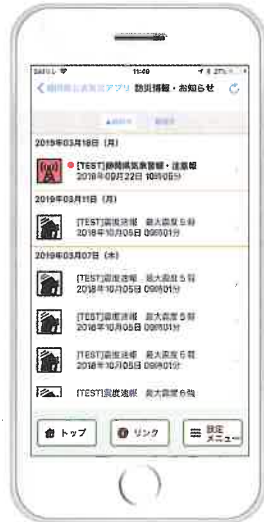 11:49
アプリ 防災情報・お知らせ
2019年03月18日 (月)
[TEST]静岡県気象警報・注意報
2018年09月22日 10時05分
2019年03月11日 (月)
[TEST]震度速報 最大震度5弱
2018年10月05日 09時01分
2019年03月07日 (木)
[TEST]震度速報 最大震度5弱
2018年10月05日 09時01分
[TEST]震度速報 最大震度5弱
2018年10月05日 09時01分
[TEST]震度速報 最大震度5弱
2018年10月05日 09時01分
[TEST]震度速報 最大震度6強
トップ
リンク
設定
メニュー